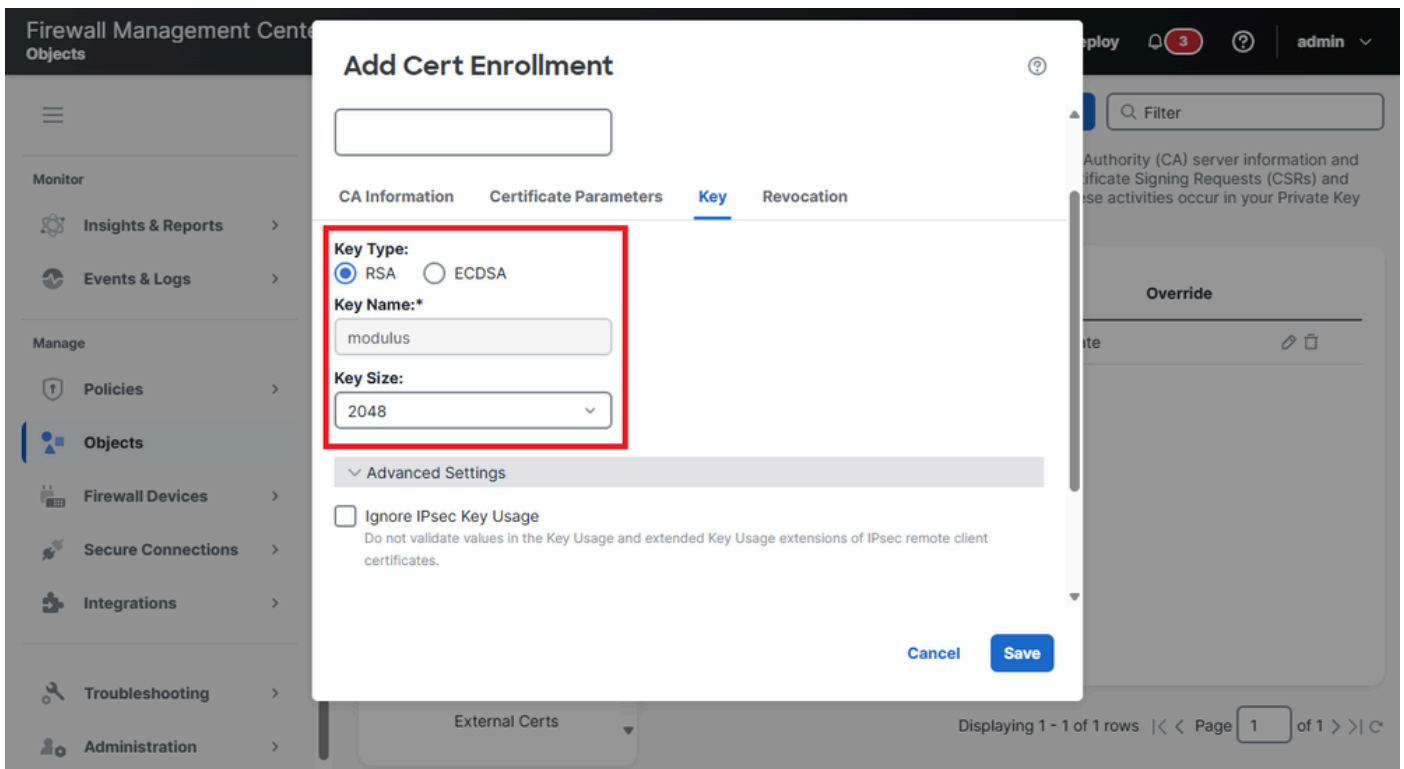 Firewall Management Cente
Objects
eploy
3
admin
Add Cert Enrollment
Filter
Authority (CA) server information and
tificate Signing Requests (CSRs) and
ese activities occur in your Private Key
Monitor
Insights & Reports
Events & Logs
Manage
Policies
Objects
Firewall Devices
Secure Connections
Integrations
Troubleshooting
Administration
CA Information
Certificate Parameters
Key
Revocation
Key Type:
RSA
ECDSA
Key Name:*
modulus
Key Size:
2048
Advanced Settings
Ignore IPsec Key Usage
Do not validate values in the Key Usage and extended Key Usage extensions of IPsec remote client
certificates.
Cancel
Save
Override
ate
External Certs
Displaying 1 - 1 of 1 rows |< < Page 1 of 1 > >|